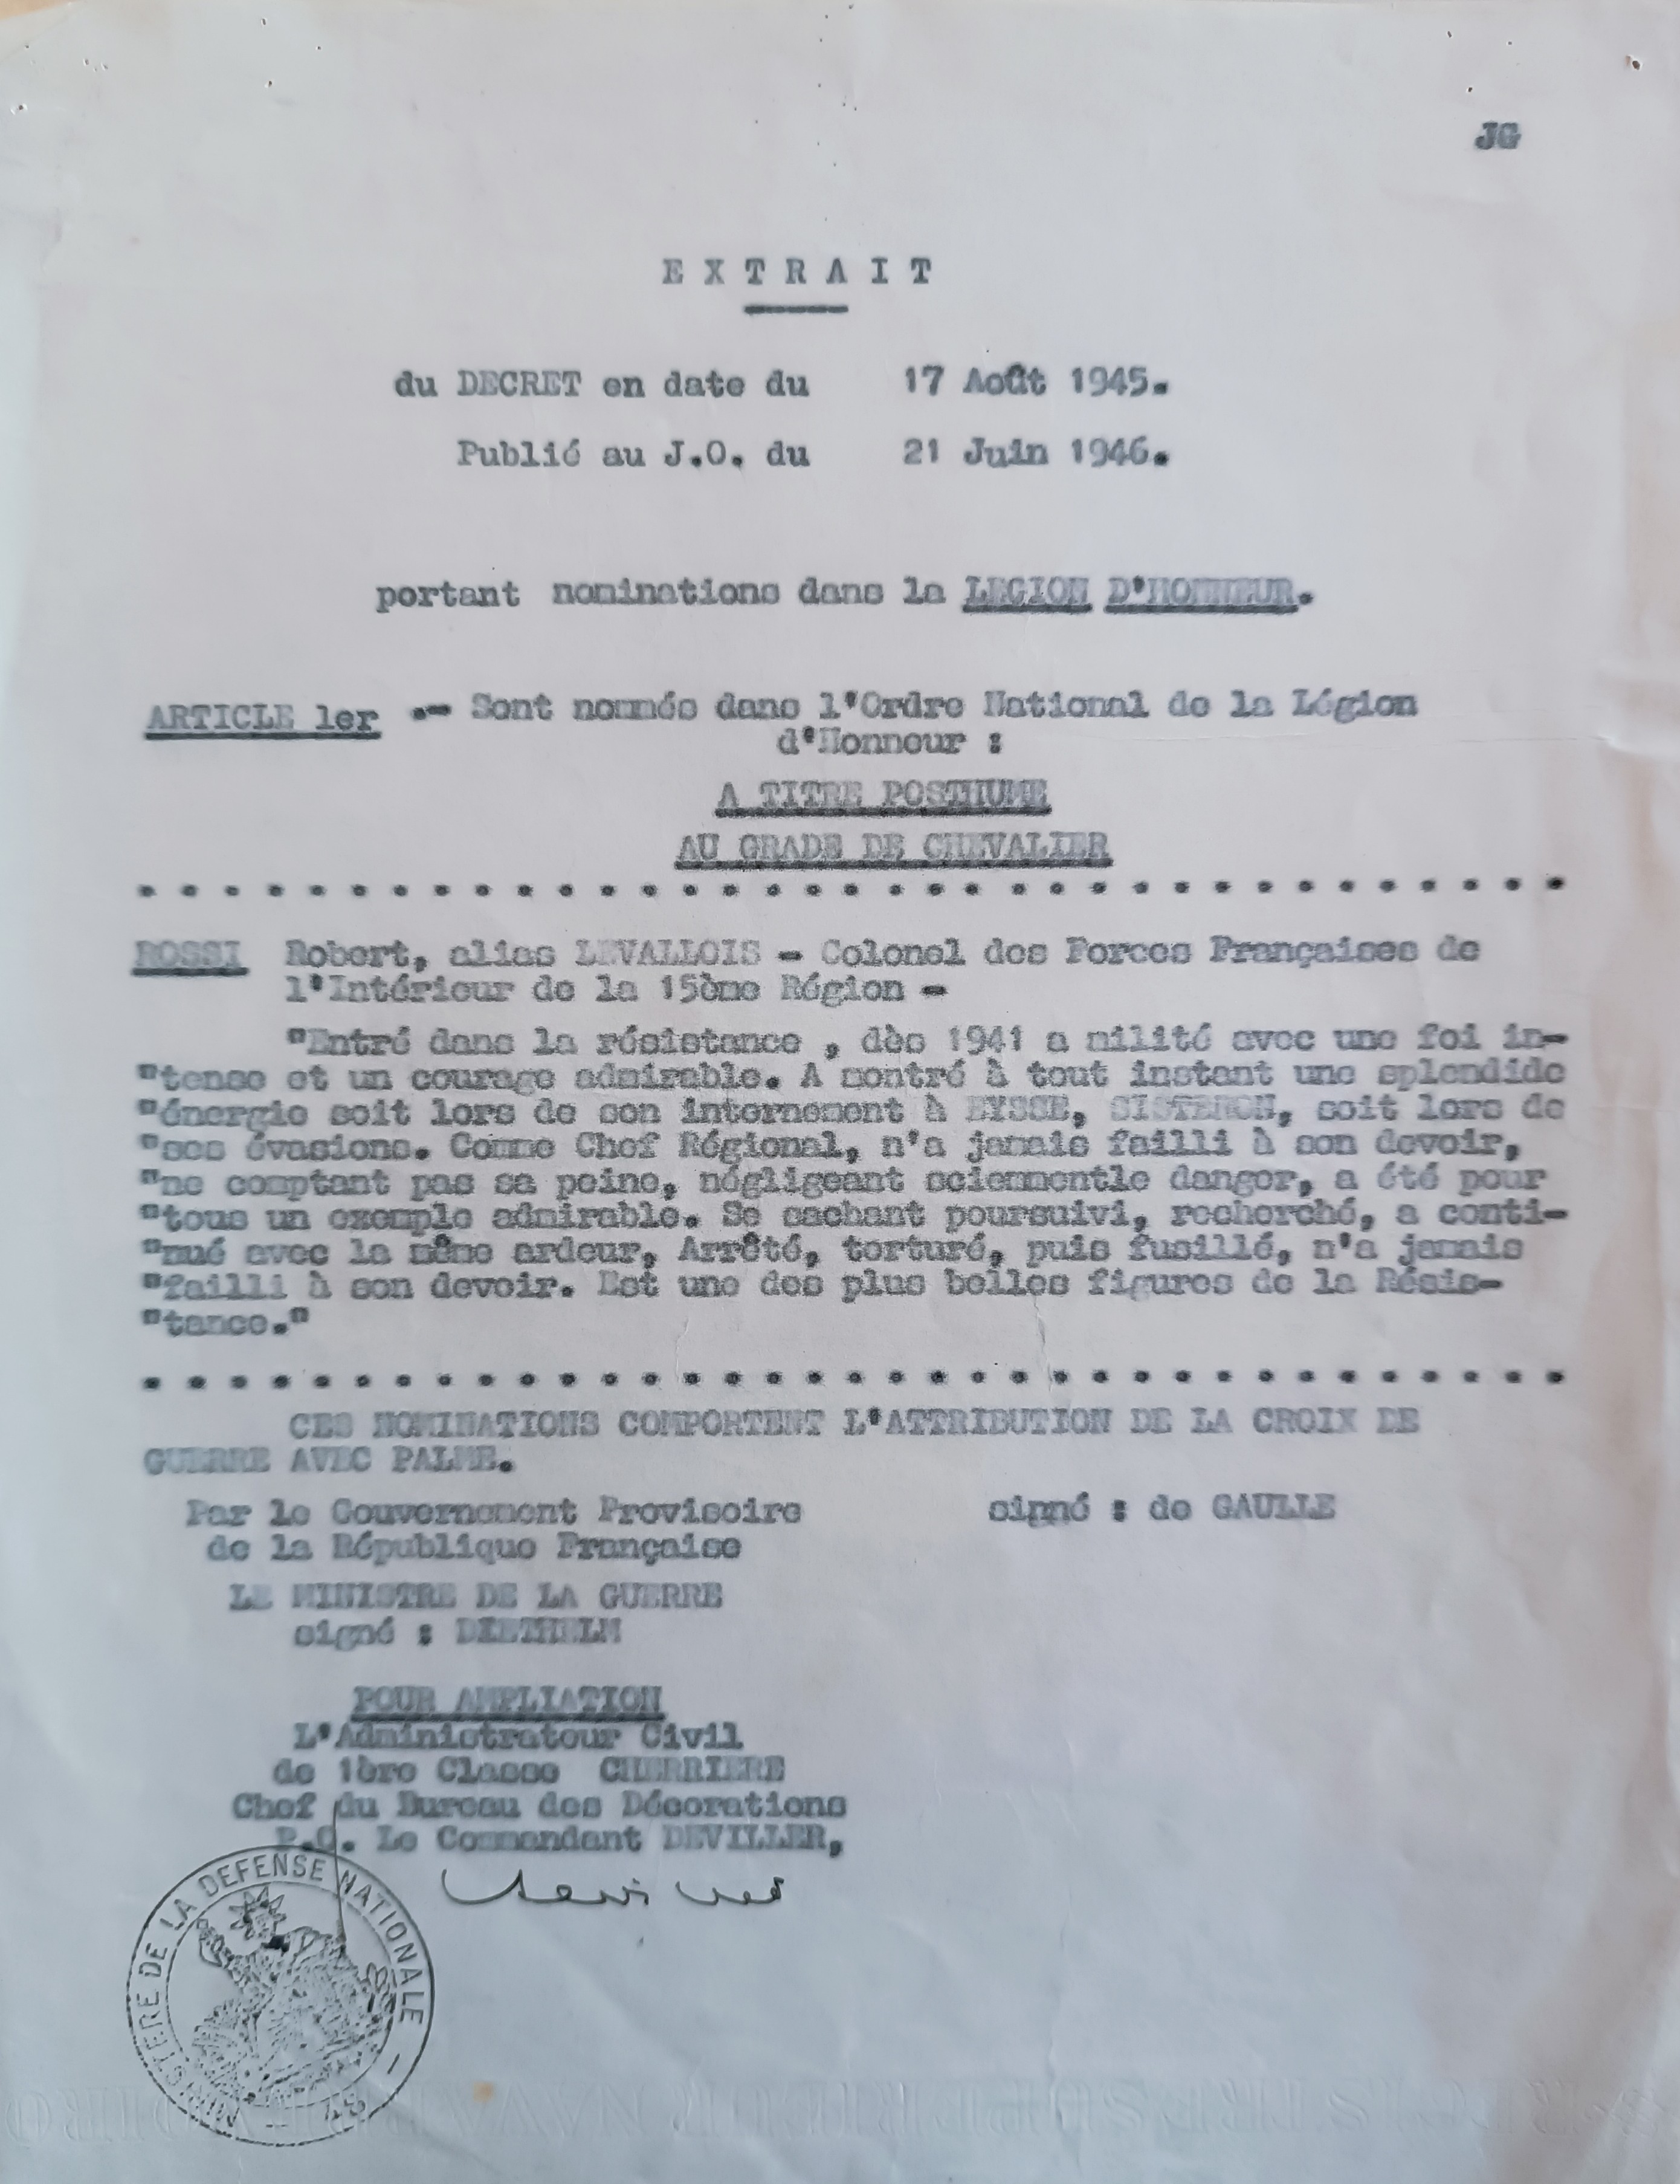 JG
E X T R A I T
du DECRET en date du 17 Août 1945.
Publié au J.O. du 21 Juin 1946.
portant nominations dans la LEGION D'HONNEUR.
ARTICLE 1er .- Sont nommés dans l'Ordre National de la Légion
d'Honneur :
A TITRE POSTHUME
AU GRADE DE CHEVALIER
. . . . . . . . . . . . . . . . . . . . . . . . . . . . . . . . . . .
ROSSI Robert, alias LEVALLOIS - Colonel des Forces Françaises de
l'Intérieur de la 15ème Région -
"Entré dans la résistance , dès 1941 a milité avec une foi in-
"tense et un courage admirable. A montré à tout instant une splendide
"énergie soit lors de son internement à EYSSE, SISTERON, soit lors de
"ses évasions. Comme Chef Régional, n'a jamais failli à son devoir,
"ne comptant pas sa peine, négligeant sciemmentle danger, a été pour
"tous un exemple admirable. Se sachant poursuivi, recherché, a conti-
"nué avec la même ardeur, Arrêté, torturé, puis fusillé, n'a jamais
"failli à son devoir. Est une des plus belles figures de la Résis-
"tance."
. . . . . . . . . . . . . . . . . . . . . . . . . . . . . . . . . . .
CES NOMINATIONS COMPORTENT L'ATTRIBUTION DE LA CROIX DE
GUERRE AVEC PALME.
Par le Gouvernement Provisoire signé : de GAULLE
de la République Française
LE MINISTRE DE LA GUERRE
signé : DIETHELM
POUR AMPLIATION
L'Administrateur Civil
de 1ère Classe CHERRIERE
Chef du Bureau des Décorations
P.O. Le Commandant DEVILLER,
MINISTERE DE LA DEFENSE NATIONALE